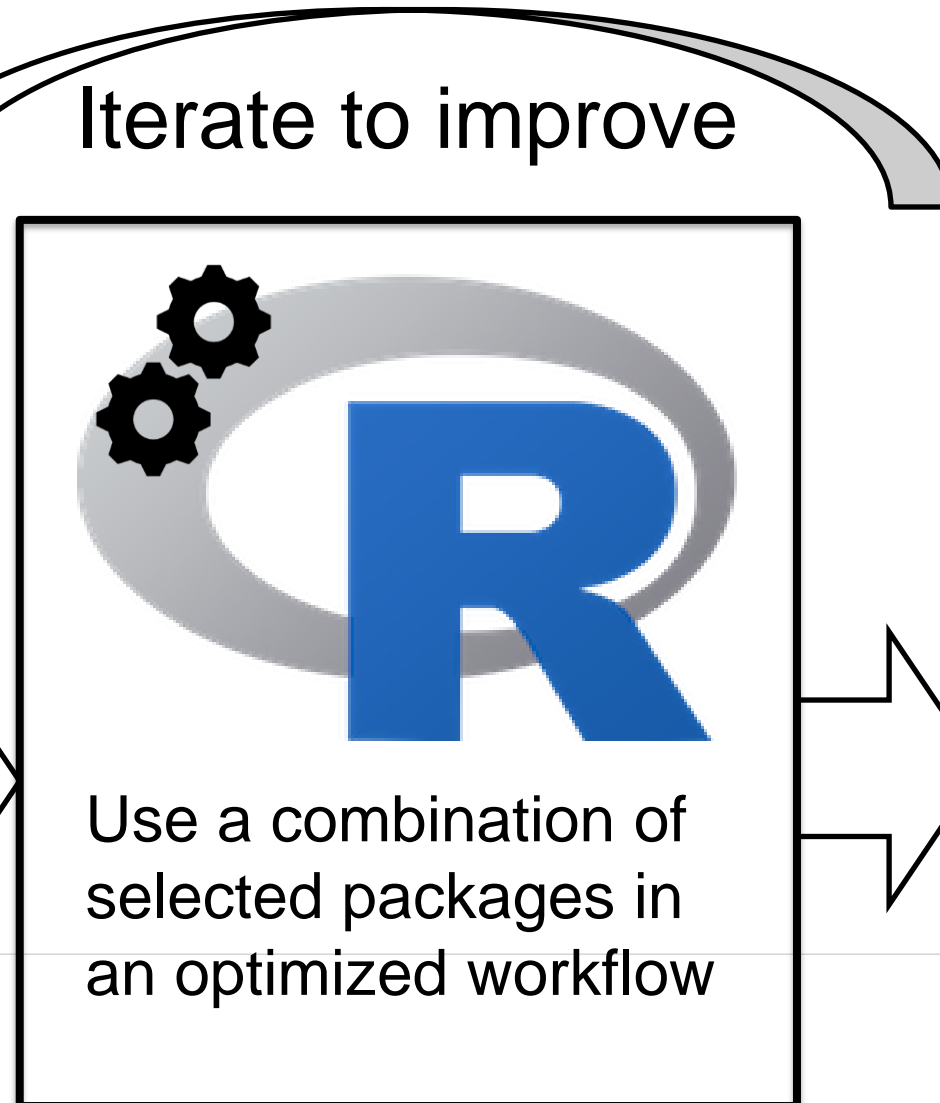 Iterate to improve
R
Use a combination of
selected packages in
an optimized workflow